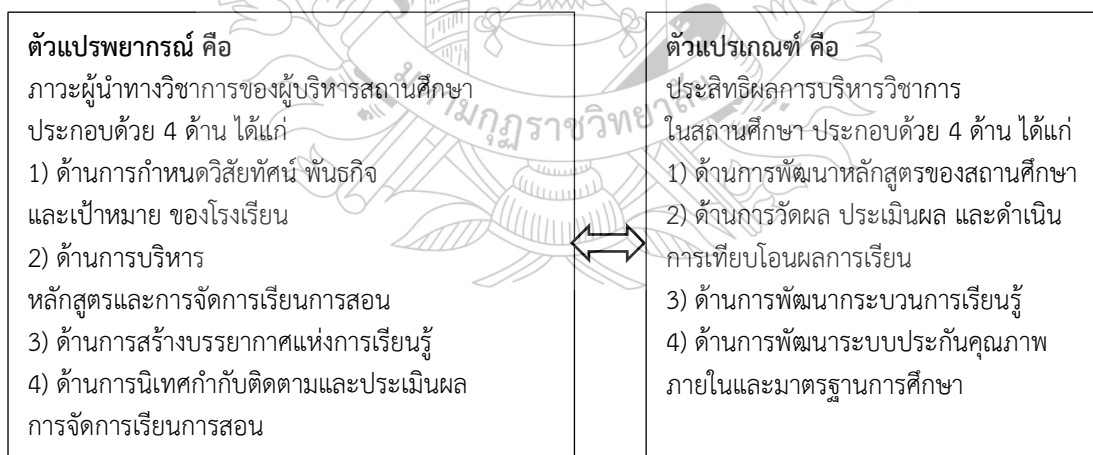 ตัวแปรพยากรณ์ คือ
ภาวะผู้นำทางวิชาการของผู้บริหารสถานศึกษา
ประกอบด้วย 4 ด้าน ได้แก่
1) ด้านการกำหนดวิสัยทัศน์ พันธกิจ
และเป้าหมาย ของโรงเรียน
2) ด้านการบริหาร
หลักสูตรและการจัดการเรียนการสอน
3) ด้านการสร้างบรรยากาศแห่งการเรียนรู้
4) ด้านการนิเทศกำกับติดตามและประเมินผล
การจัดการเรียนการสอน
ตัวแปรเกณฑ์ คือ
ประสิทธิผลการบริหารวิชาการ
ในสถานศึกษา ประกอบด้วย 4 ด้าน ได้แก่
1) ด้านการพัฒนาหลักสูตรของสถานศึกษา
2) ด้านการวัดผล ประเมินผล และดำเนิน
การเทียบโอนผลการเรียน
3) ด้านการพัฒนากระบวนการเรียนรู้
4) ด้านการพัฒนาระบบประกันคุณภาพ
ภายในและมาตรฐานการศึกษา